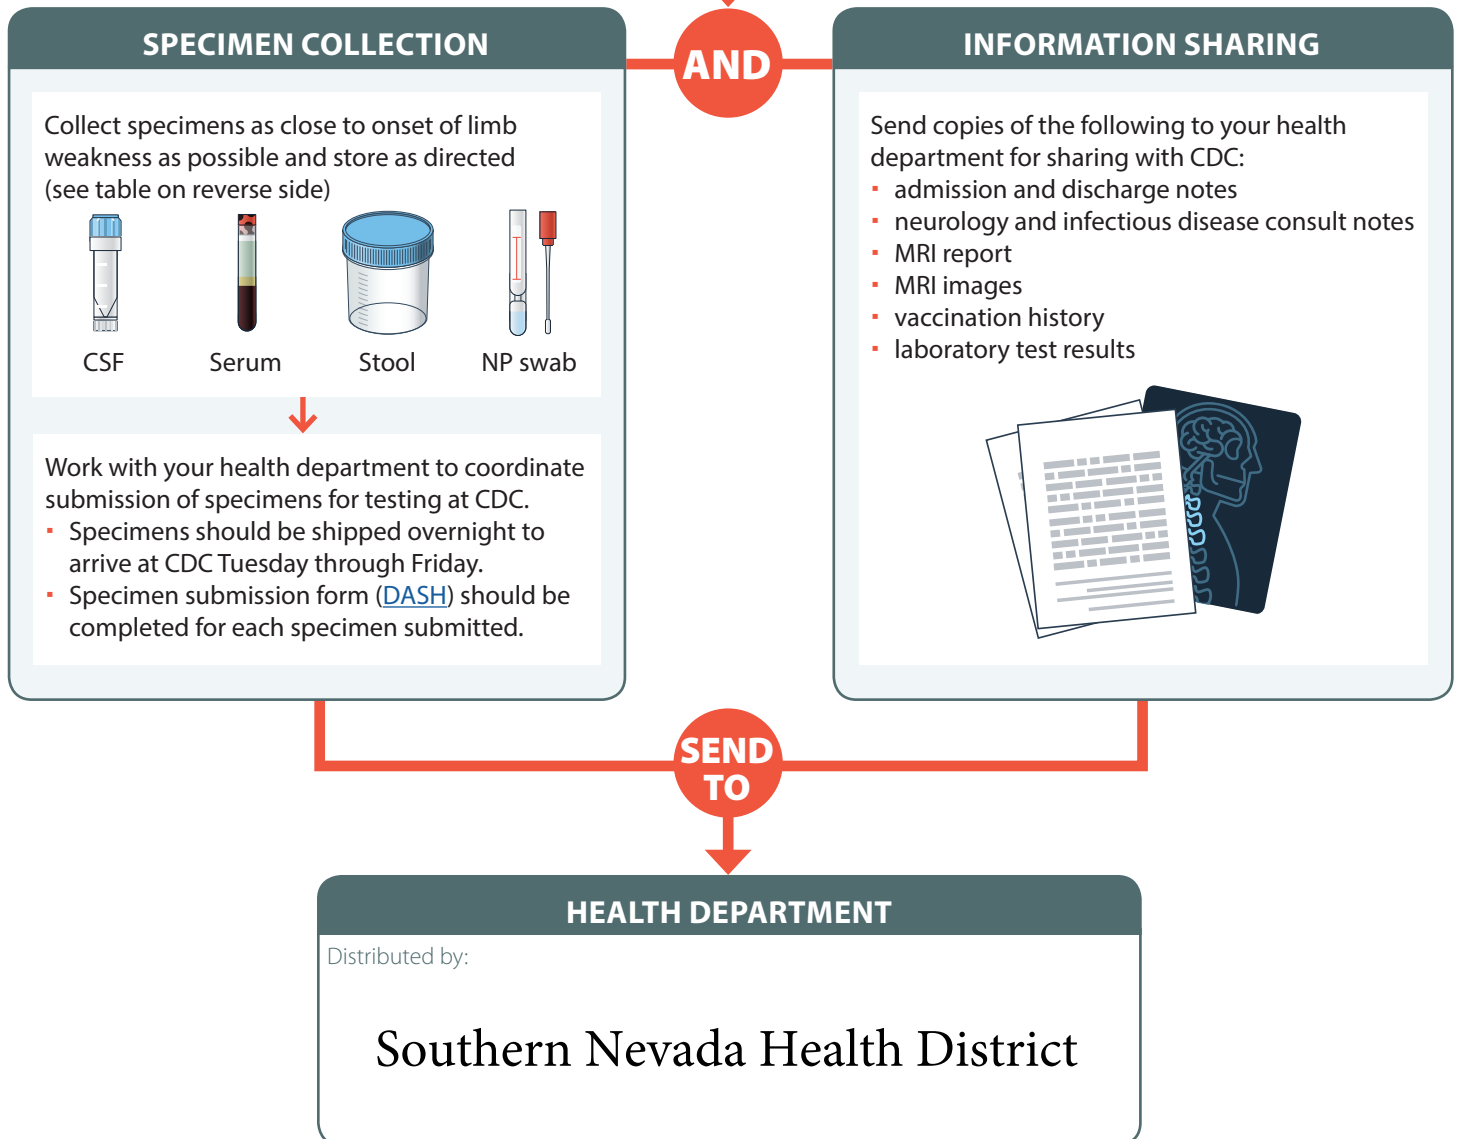 SPECIMEN COLLECTION
Collect specimens as close to onset of limb
weakness as possible and store as directed
(see table on reverse side)
CSF
Serum
Stool
NP swab
Work with your health department to coordinate
submission of specimens for testing at CDC.
▪ Specimens should be shipped overnight to
arrive at CDC Tuesday through Friday.
▪ Specimen submission form (DASH) should be
completed for each specimen submitted.
AND
INFORMATION SHARING
Send copies of the following to your health
department for sharing with CDC:
▪ admission and discharge notes
▪ neurology and infectious disease consult notes
▪ MRI report
▪ MRI images
▪ vaccination history
▪ laboratory test results
SEND
TO
HEALTH DEPARTMENT
Distributed by:
Southern Nevada Health District